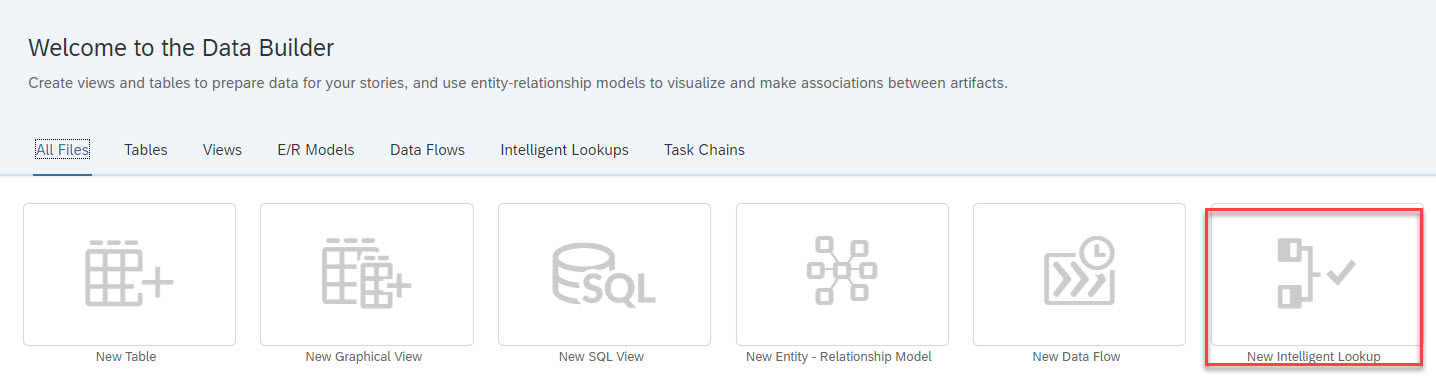 Welcome to the Data Builder
Create views and tables to prepare data for your stories, and use entity-relationship models to visualize and make associations between artifacts.
All Files Tables Views E/R Models Data Flows Intelligent Lookups Task Chains
SQL
New Table New Graphical View New SQL View New Entity - Relationship Model New Data Flow New Intelligent Lookup